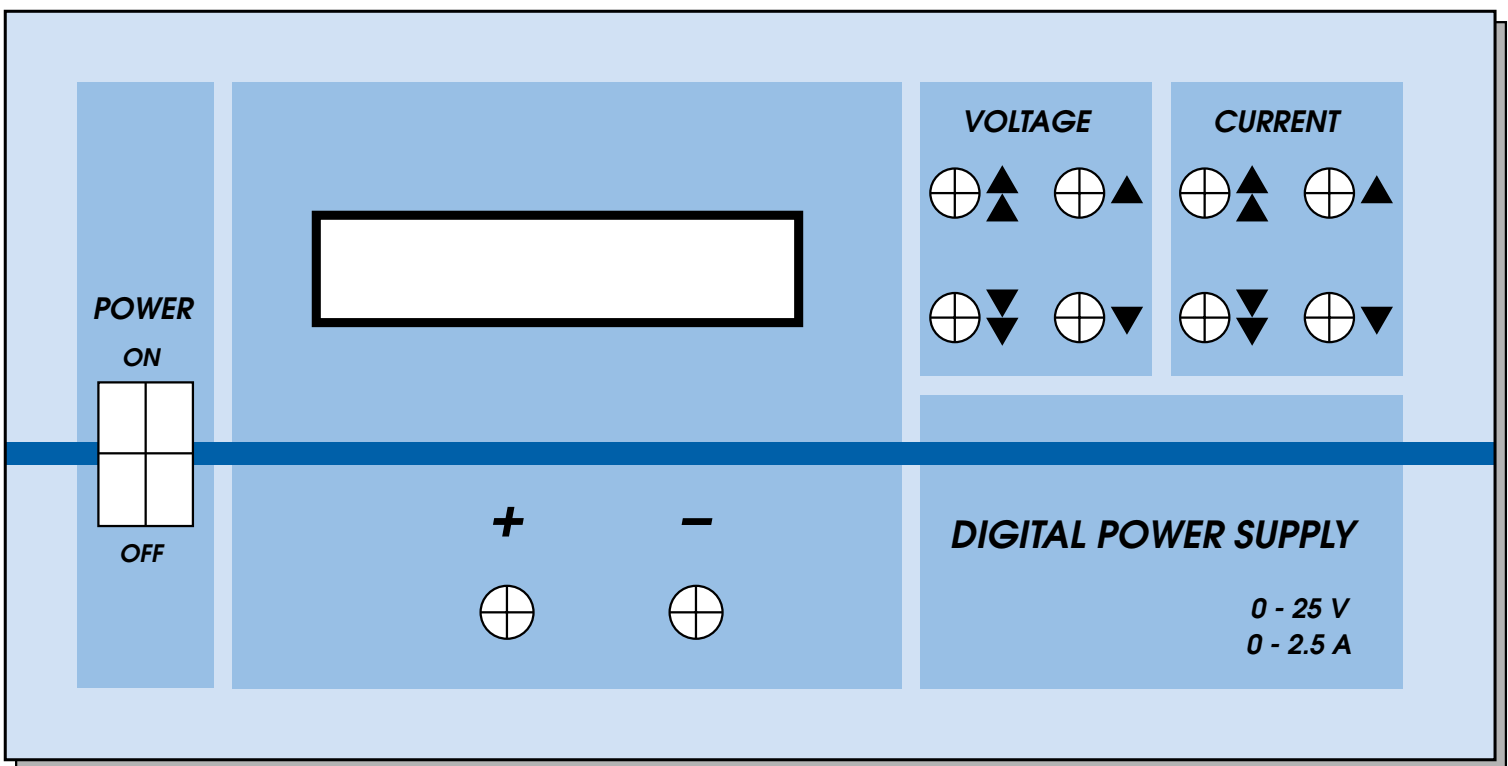 POWER
ON
OFF
+ −
VOLTAGE
CURRENT
DIGITAL POWER SUPPLY
0 - 25 V
0 - 2.5 A